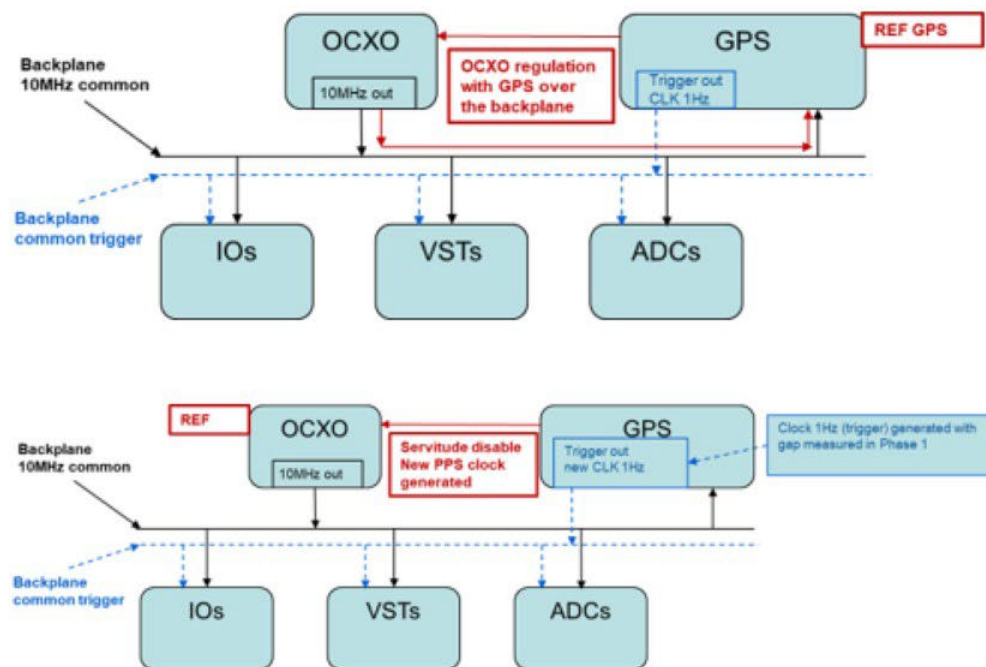 OCXO
GPS
REF GPS
Backplane
10MHz common
10MHz out
OCXO regulation
with GPS over
the backplane
Trigger out
CLK 1Hz
Backplane
common trigger
IOs
VSTs
ADCs
REF
OCXO
GPS
Backplane
10MHz common
10MHz out
Servitude disable
New PPS clock
generated
Trigger out
new CLK 1Hz
Clock 1Hz (trigger) generated with
gap measured in Phase 1
Backplane
common trigger
IOs
VSTs
ADCs